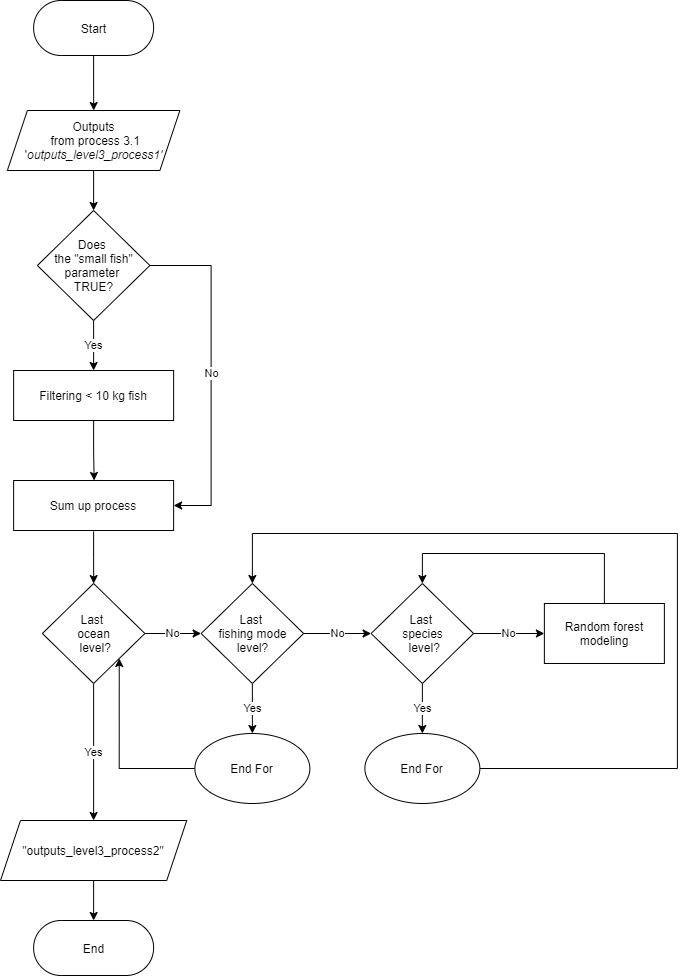 Start
Outputs
from process 3.1
'outputs_level3_process1'
Does
the "small fish"
parameter
TRUE?
Yes
No
Filtering < 10 kg fish
Sum up process
Last
ocean
level?
No
Last
fishing mode
level?
No
Last
species
level?
No
Random forest
modeling
Yes
Yes
Yes
End For
End For
"outputs_level3_process2"
End